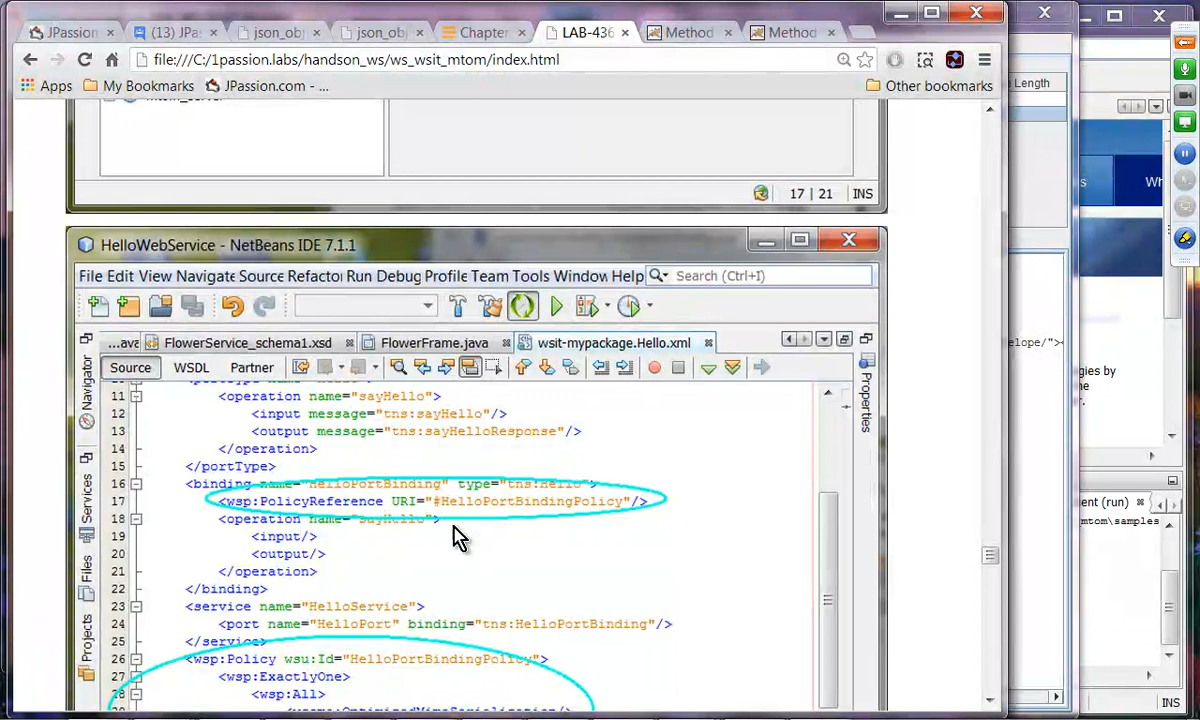 JPassion
(13) JPas
json_obj
json_obj
Chapter
LAB-436
Method
Method
file:///C:/1passion.labs/handson_ws/ws_wsit_mtom/index.html
Apps
My Bookmarks
JPassion.com - ...
Other bookmarks
Length
17 | 21
INS
HelloWebService - NetBeans IDE 7.1.1
File Edit View Navigate Source Refactor Run Debug Profile Team Tools Window Help
Search (Ctrl+I)
...ava
FlowerService_schema1.xsd
FlowerFrame.java
wsit-mypackage.Hello.xml
Source
WSDL
Partner
Navigator
Services
Files
Projects
Properties
11 <operation name="sayHello">
12 <input message="tns:sayHello"/>
13 <output message="tns:sayHelloResponse"/>
14 </operation>
15 </portType>
16 <binding name="HelloPortBinding" type="tns:Hello">
17 <wsp:PolicyReference URI="#HelloPortBindingPolicy"/>
18 <operation name="sayHello">
19 <input/>
20 <output/>
21 </operation>
22 </binding>
23 <service name="HelloService">
24 <port name="HelloPort" binding="tns:HelloPortBinding"/>
25 </service>
26 <wsp:Policy wsu:Id="HelloPortBindingPolicy">
27 <wsp:ExactlyOne>
28 <wsp:All>
s
Wh
elope/"><
gies by
the
r.
ent (run)
mtom\samples
INS